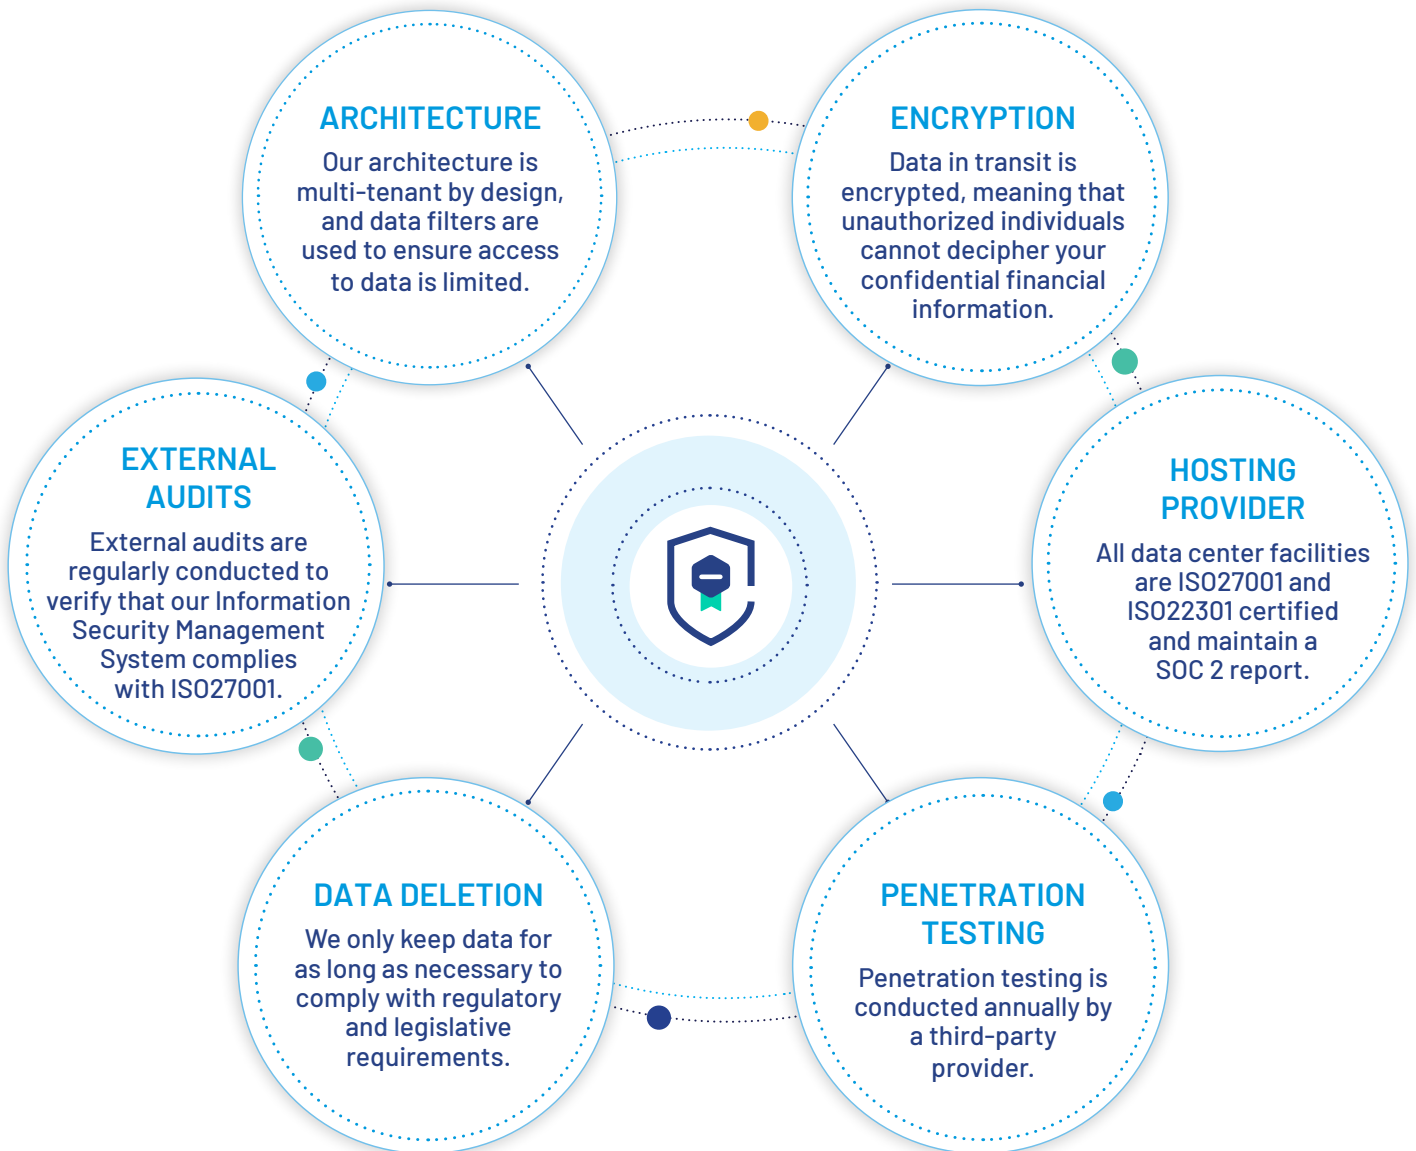 ARCHITECTURE
Our architecture is
multi-tenant by design,
and data filters are
used to ensure access
to data is limited.
ENCRYPTION
Data in transit is
encrypted, meaning that
unauthorized individuals
cannot decipher your
confidential financial
information.
EXTERNAL
AUDITS
External audits are
regularly conducted to
verify that our Information
Security Management
System complies
with ISO27001.
HOSTING
PROVIDER
All data center facilities
are ISO27001 and
ISO22301 certified
and maintain a
SOC 2 report.
DATA DELETION
We only keep data for
as long as necessary to
comply with regulatory
and legislative
requirements.
PENETRATION
TESTING
Penetration testing is
conducted annually by
a third-party
provider.